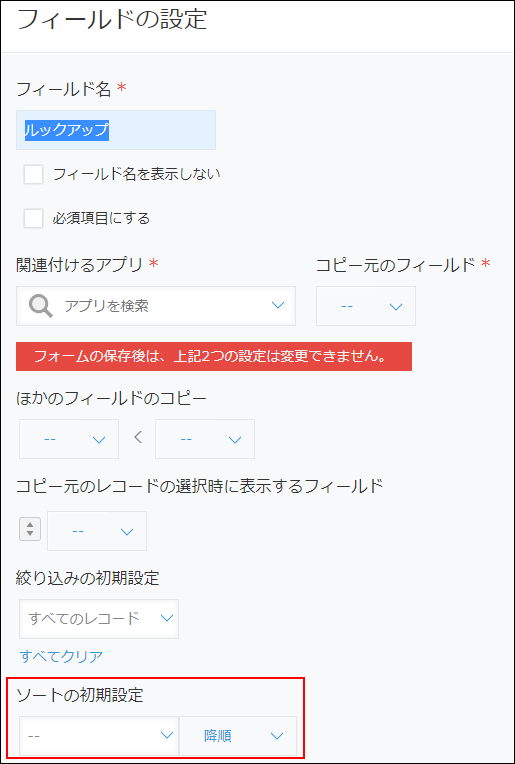 フィールドの設定
フィールド名 *
ルックアップ
フィールド名を表示しない
必須項目にする
関連付けるアプリ * コピー元のフィールド *
アプリを検索 --
フォームの保存後は、上記2つの設定は変更できません。
ほかのフィールドのコピー
-- < --
コピー元のレコードの選択時に表示するフィールド
--
絞り込みの初期設定
すべてのレコード
すべてクリア
ソートの初期設定
-- 降順